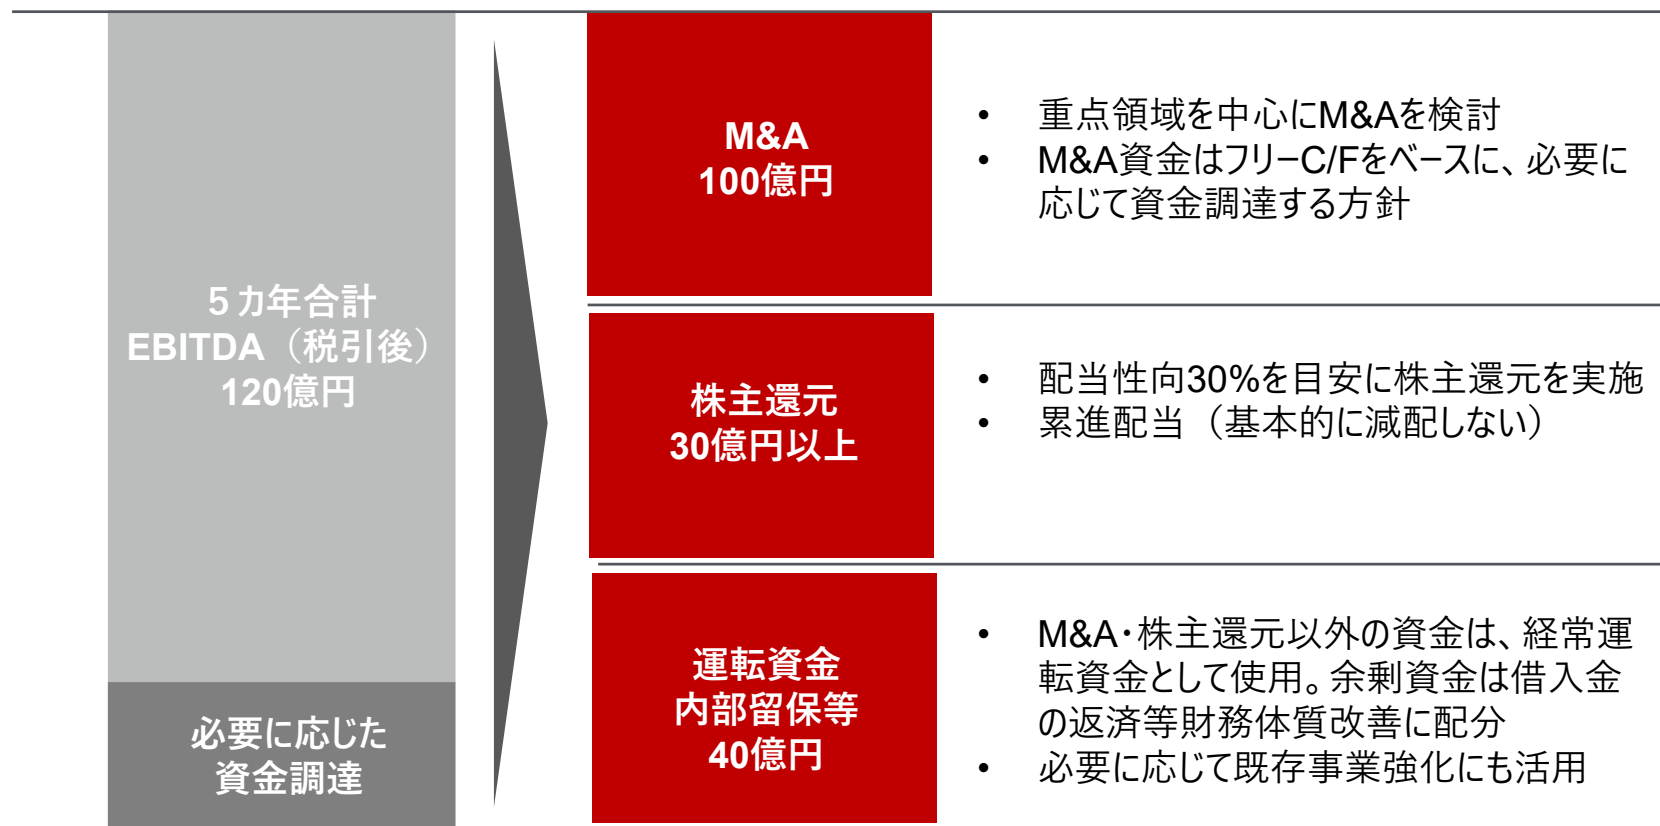 ５カ年合計
EBITDA（税引後）
120億円
必要に応じた
資金調達
M&A
100億円
• 重点領域を中心にM&Aを検討
• M&A資金はフリーC/Fをベースに、必要に
応じて資金調達する方針
株主還元
30億円以上
• 配当性向30%を目安に株主還元を実施
• 累進配当（基本的に減配しない）
運転資金
内部留保等
40億円
• M&A・株主還元以外の資金は、経常運
転資金として使用。余剰資金は借入金
の返済等財務体質改善に配分
• 必要に応じて既存事業強化にも活用